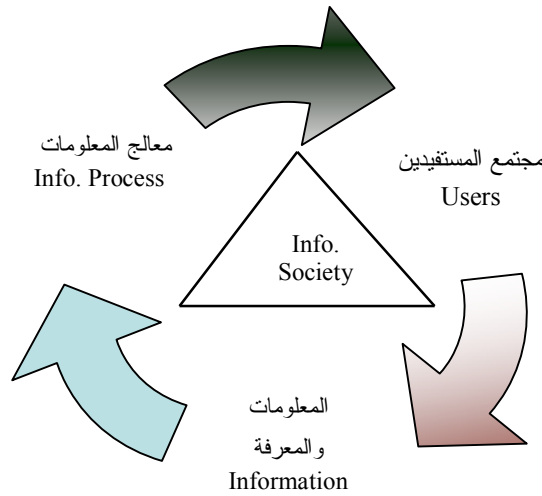 معالج المعلومات
Info. Process
مجتمع المستفيدين
Users
Info.
Society
المعلومات
والمعرفة
Information